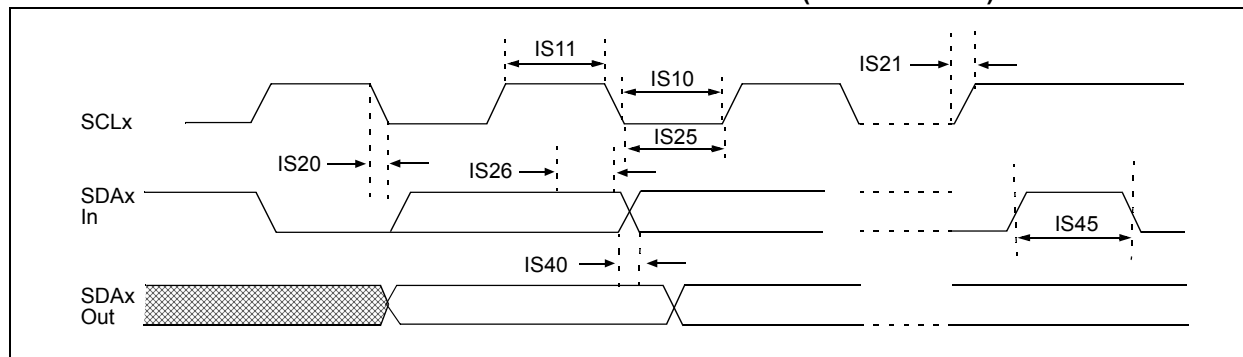 IS11
IS21
IS10
SCLx
IS25
IS20
IS26
SDAx
In
IS45
IS40
SDAx
Out